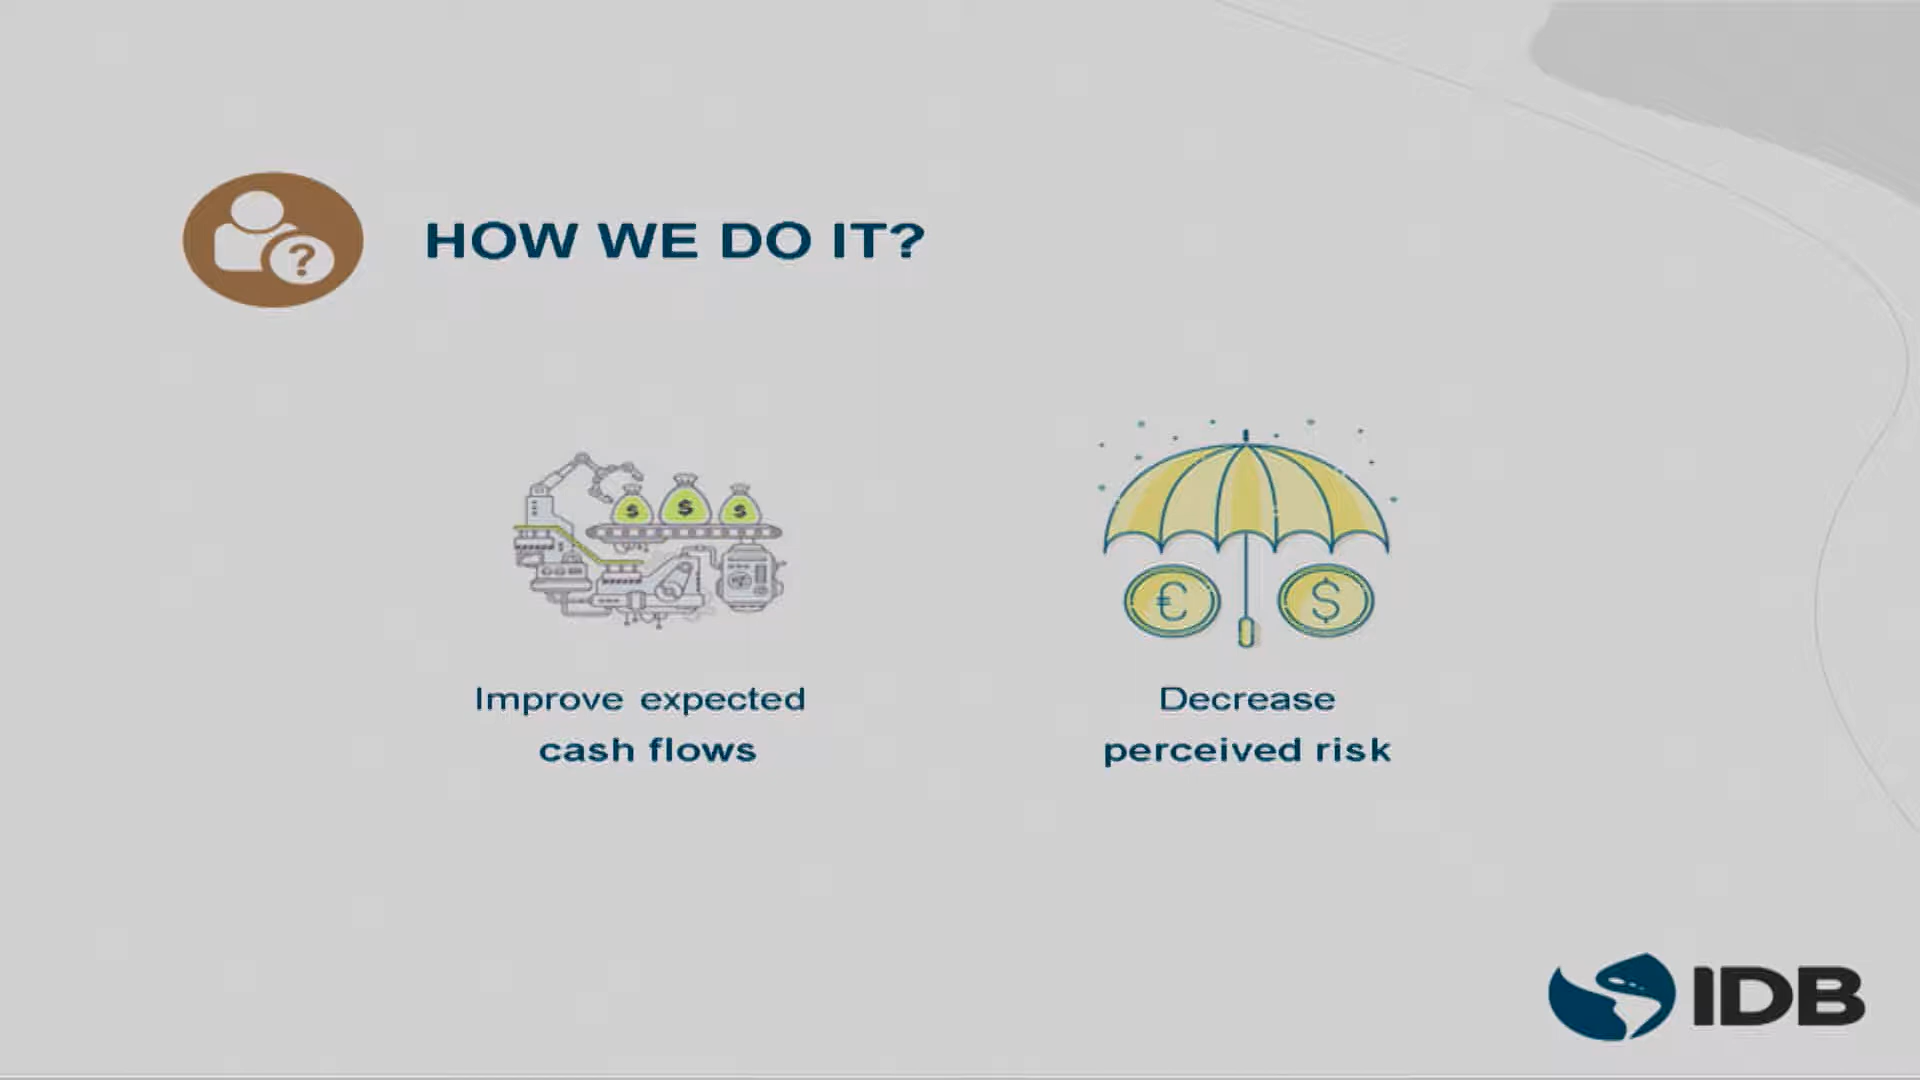 HOW WE DO IT?
?
$ $ $
€ $
Improve expected
cash flows
Decrease
perceived risk
IDB